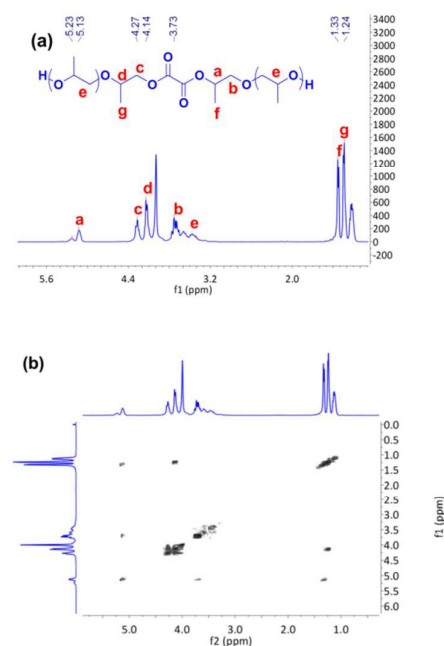 5.23
5.13
4.27
4.14
3.73
1.33
1.24
(a)
H
O
O
O
O
O
O
O
O
H
e
d
c
g
a
b
f
e
a
c
d
b
e
f
g
3400
3200
3000
2800
2600
2400
2200
2000
1800
1600
1400
1200
1000
800
600
400
200
0
-200
5.6
4.4
3.2
2.0
f1 (ppm)
(b)
0.0
0.5
1.0
1.5
2.0
2.5
3.0
3.5
4.0
4.5
5.0
5.5
6.0
f1 (ppm)
5.0
4.0
3.0
2.0
1.0
f2 (ppm)